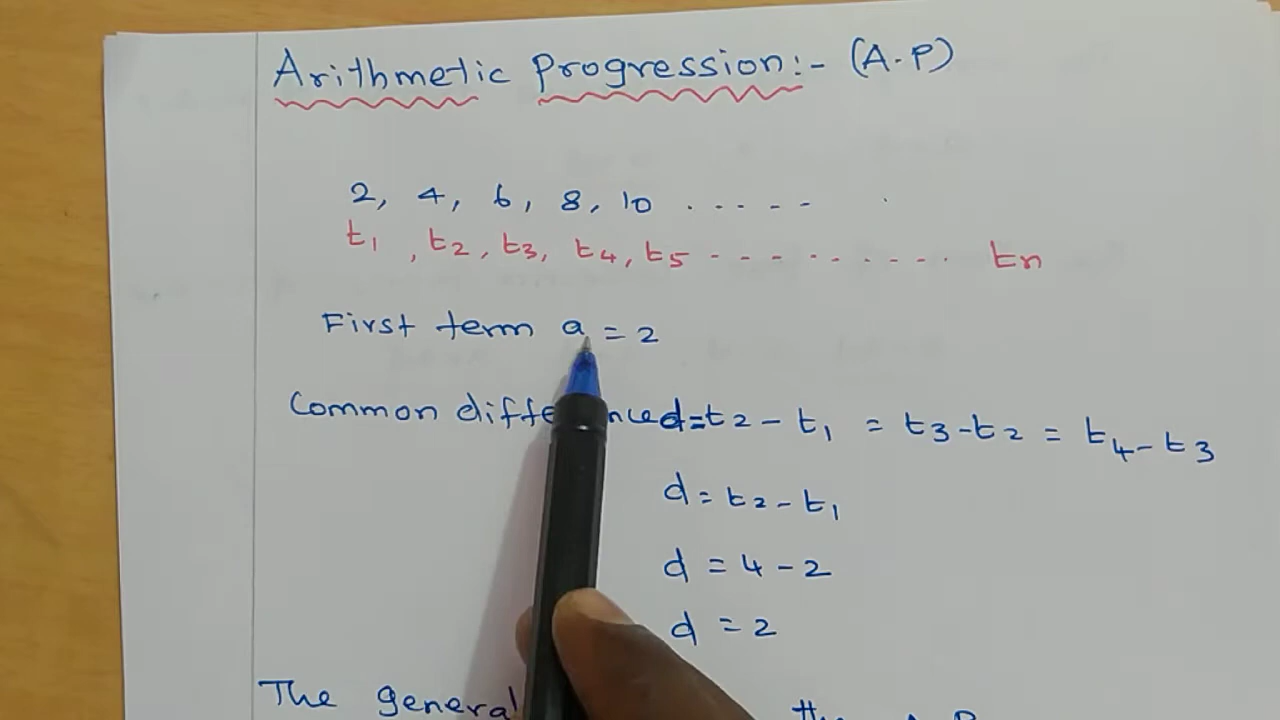 Arithmetic Progression:- (A.P)
2, 4, 6, 8, 10 . - . - -
t1 , t2, t3, t4, t5 - - - - - . - - - . tn
First term a = 2
Common d=t2 - t1 = t3-t2 = t4-t3
d = t2 - t1
d = 4 - 2
d = 2
The general